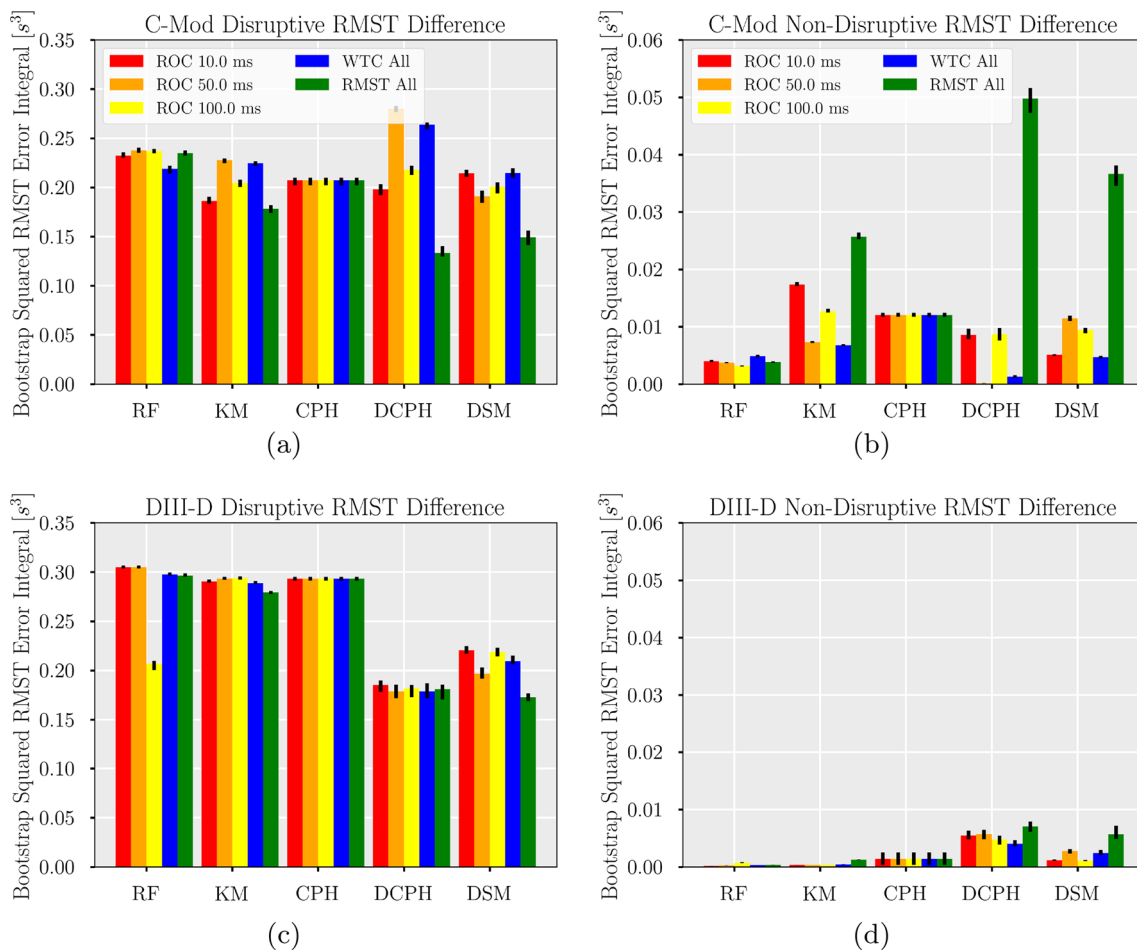 C-Mod Disruptive RMST Difference
Bootstrap Squared RMST Error Integral [s³]
0.35
0.30
0.25
0.20
0.15
0.10
0.05
0.00
ROC 10.0 ms
ROC 50.0 ms
ROC 100.0 ms
WTC All
RMST All
RF KM CPH DCPH DSM
(a)
C-Mod Non-Disruptive RMST Difference
Bootstrap Squared RMST Error Integral [s³]
0.06
0.05
0.04
0.03
0.02
0.01
0.00
ROC 10.0 ms
ROC 50.0 ms
ROC 100.0 ms
WTC All
RMST All
RF KM CPH DCPH DSM
(b)
DIII-D Disruptive RMST Difference
Bootstrap Squared RMST Error Integral [s³]
0.35
0.30
0.25
0.20
0.15
0.10
0.05
0.00
RF KM CPH DCPH DSM
(c)
DIII-D Non-Disruptive RMST Difference
Bootstrap Squared RMST Error Integral [s³]
0.06
0.05
0.04
0.03
0.02
0.01
0.00
RF KM CPH DCPH DSM
(d)